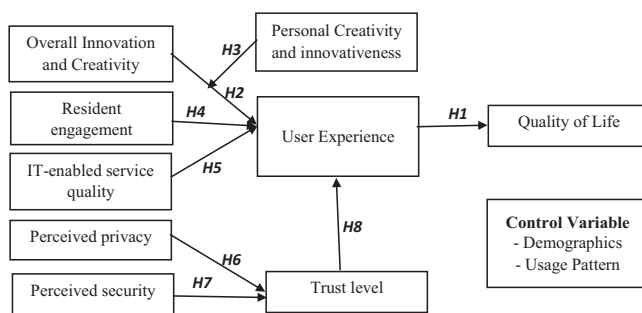 Overall Innovation
and Creativity
H3
Personal Creativity
and innovativeness
H2
Resident
engagement
H4
User Experience
H1
Quality of Life
IT-enabled service
quality
H5
Perceived privacy
H6
H8
Perceived security
H7
Trust level
Control Variable
- Demographics
- Usage Pattern